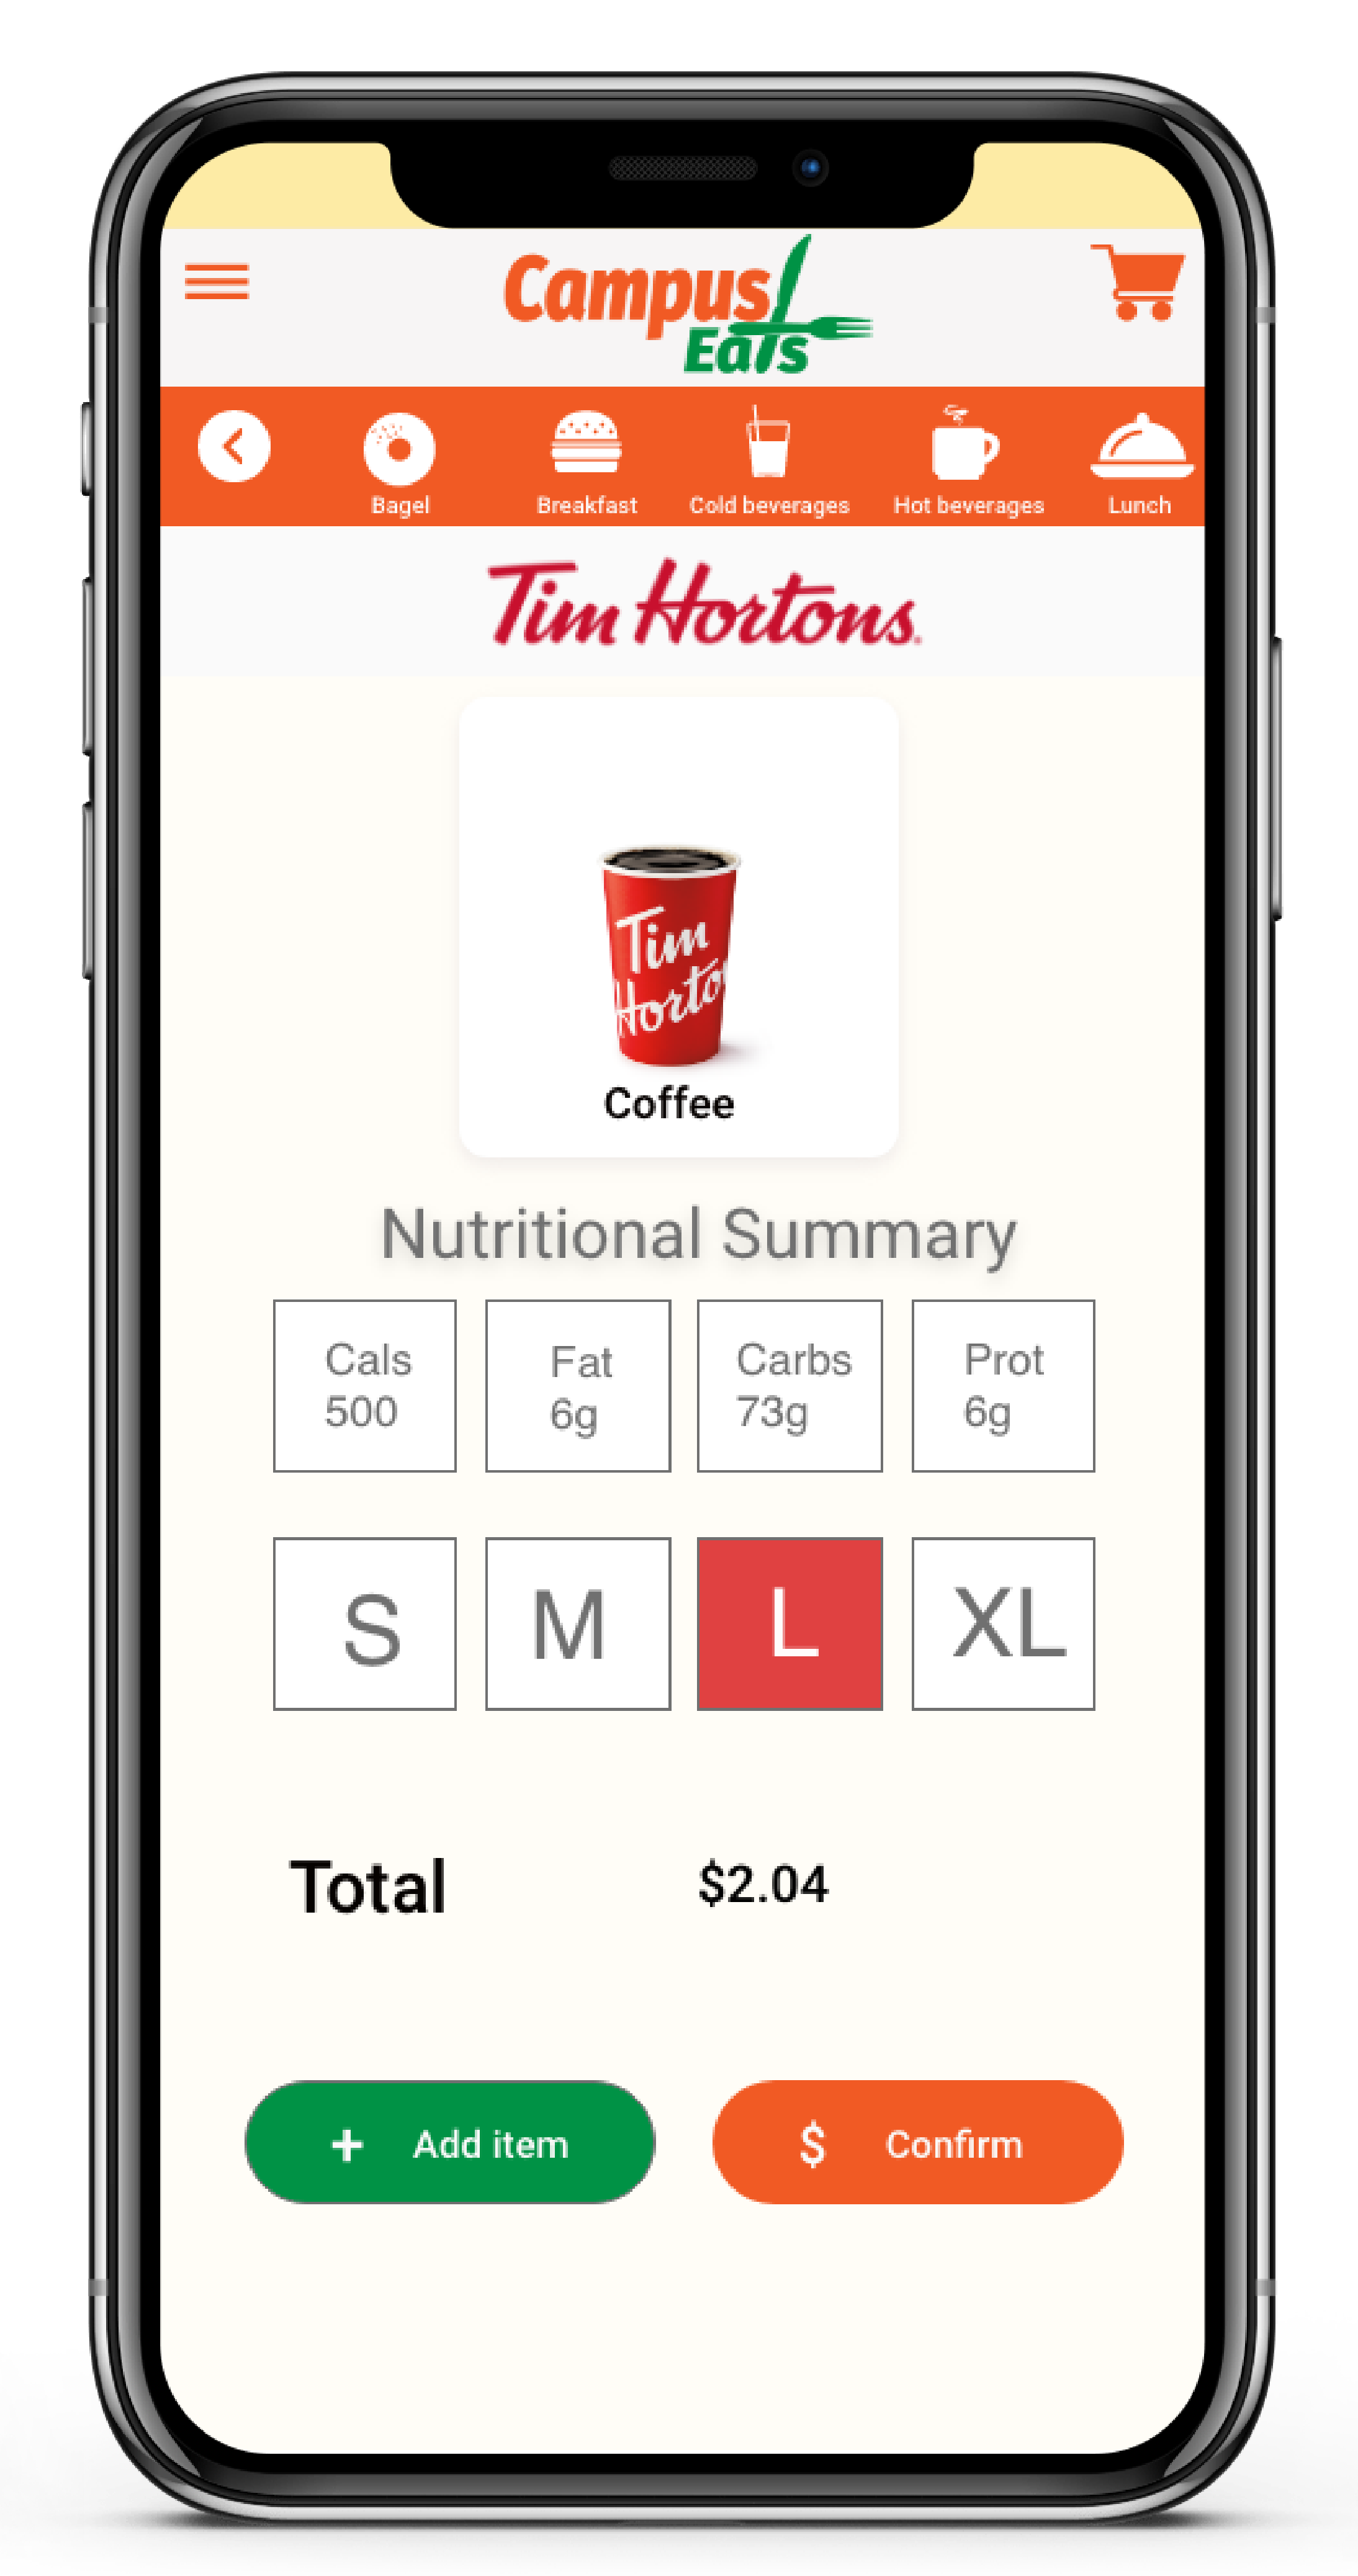 Campus
Eats
Bagel Breakfast Cold beverages Hot beverages Lunch
Tim Hortons
Tim
Horto
Coffee
Nutritional Summary
Cals Fat Carbs Prot
500 6g 73g 6g
S M L XL
Total $2.04
+ Add item $ Confirm